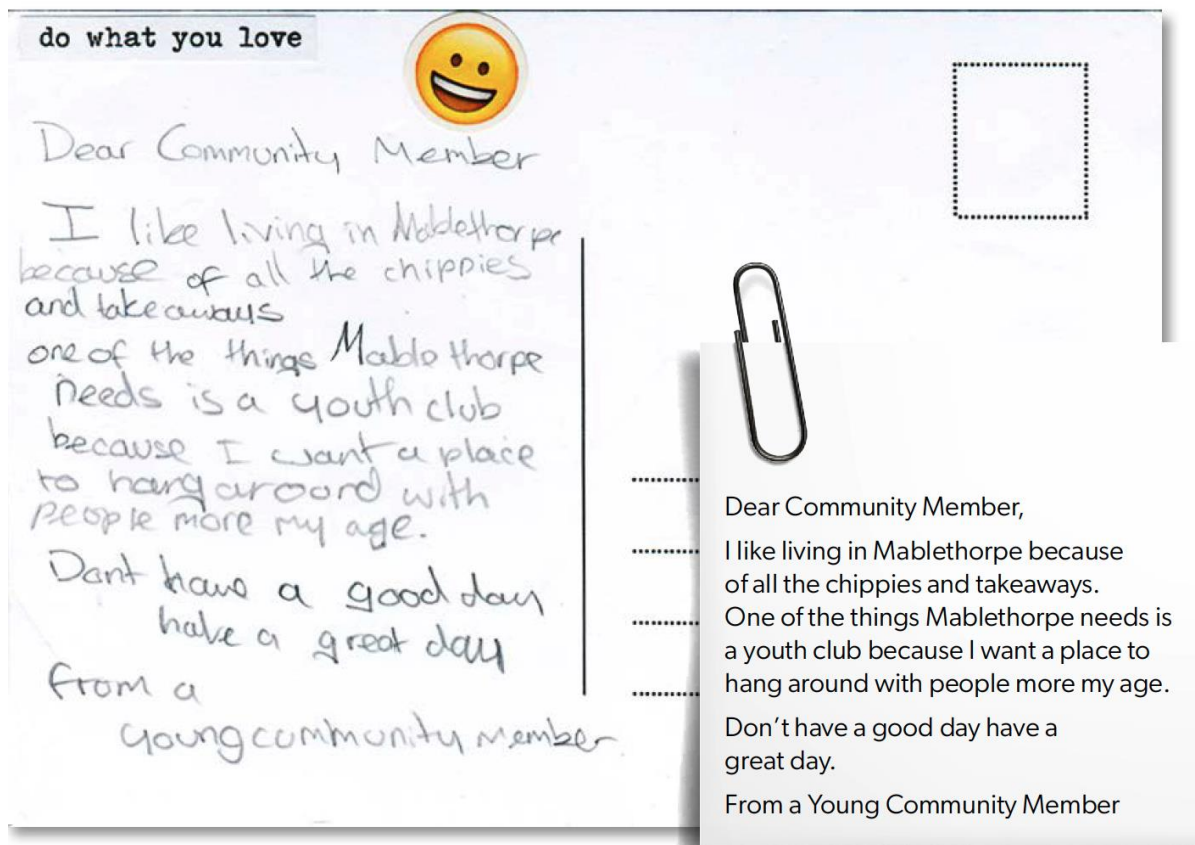 do what you love
Dear Community Member
I like living in Mablethorpe
because of all the chippies
and takeaways
one of the things Mablethorpe
needs is a youth club
because I want a place
to hang aroord with
people more my age.
Dant have a good day
have a great day
from a
young community member
Dear Community Member,
I like living in Mablethorpe because
of all the chippies and takeaways.
One of the things Mablethorpe needs is
a youth club because I want a place to
hang around with people more my age.
Don't have a good day have a
great day.
From a Young Community Member